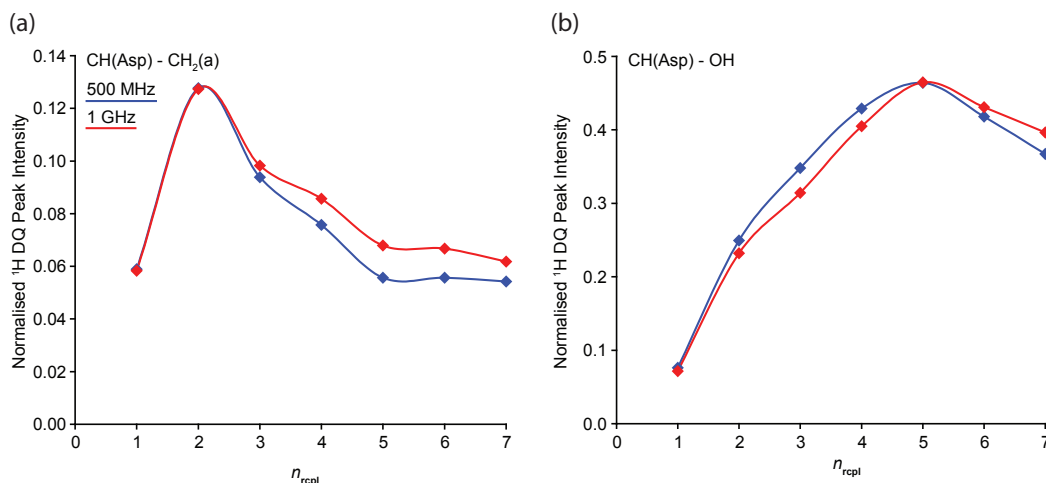 (a)
CH(Asp) - CH₂(a)
500 MHz
1 GHz
Normalised ¹H DQ Peak Intensity
0.14
0.12
0.10
0.08
0.06
0.04
0.02
0.00
0 1 2 3 4 5 6 7
n_rcpl
(b)
CH(Asp) - OH
Normalised ¹H DQ Peak Intensity
0.5
0.4
0.3
0.2
0.1
0.0
0 1 2 3 4 5 6 7
n_rcpl